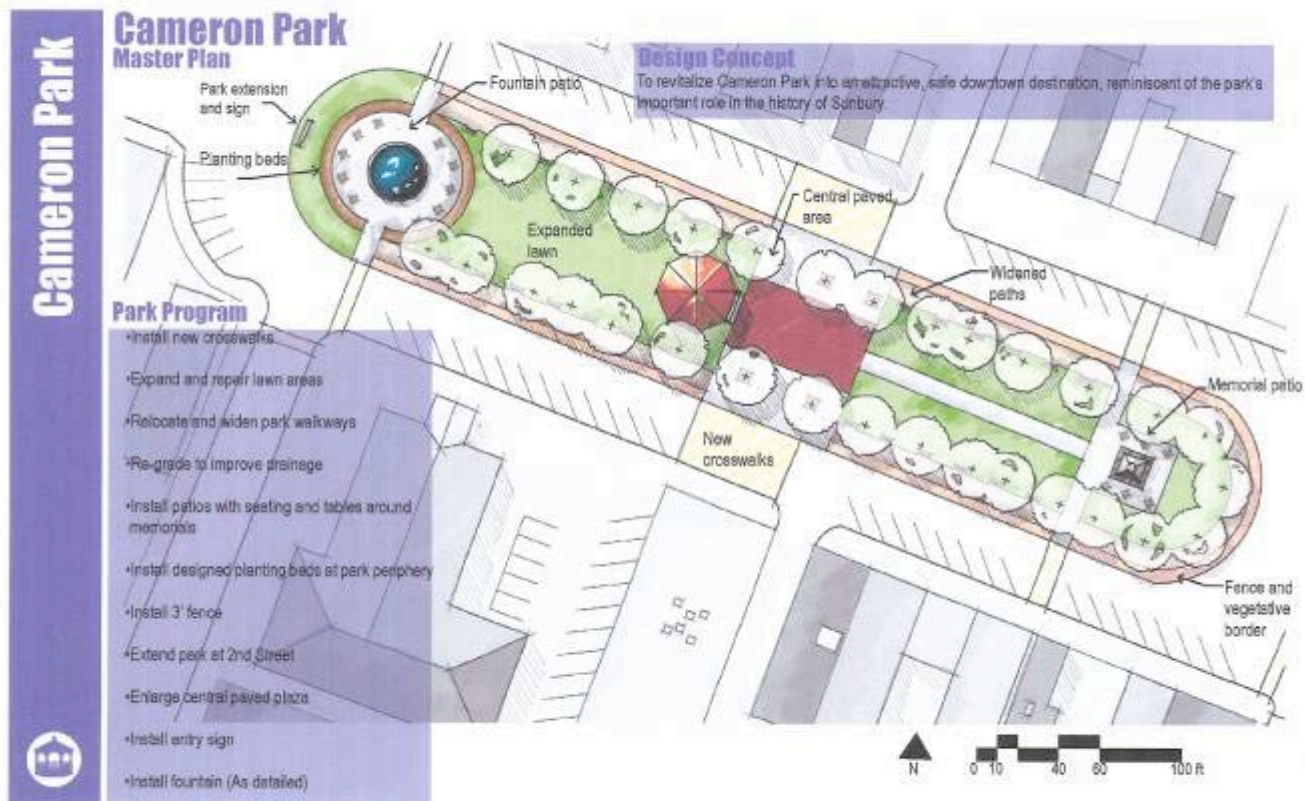 Cameron Park
Cameron Park
Master Plan
Design Concept
To revitalize Cameron Park into an attractive, safe downtown destination, reminiscent of the park's
important role in the history of Sunbury.
Park extension
and sign
Fountain patio
Planting beds
Expanded
lawn
Central paved
area
Widened
paths
Memorial patio
New
crosswalks
Fence and
vegetative
border
Park Program
•Install new crosswalks
•Expand and repair lawn areas
•Relocate and widen park walkways
•Re-grade to improve drainage
•Install patios with seating and tables around
memorials
•Install designed planting beds at park periphery
•Install 3' fence
•Extend park at 2nd Street
•Enlarge central paved plaza
•Install entry sign
•Install fountain (As detailed)
N
0 10 40 60 100 ft